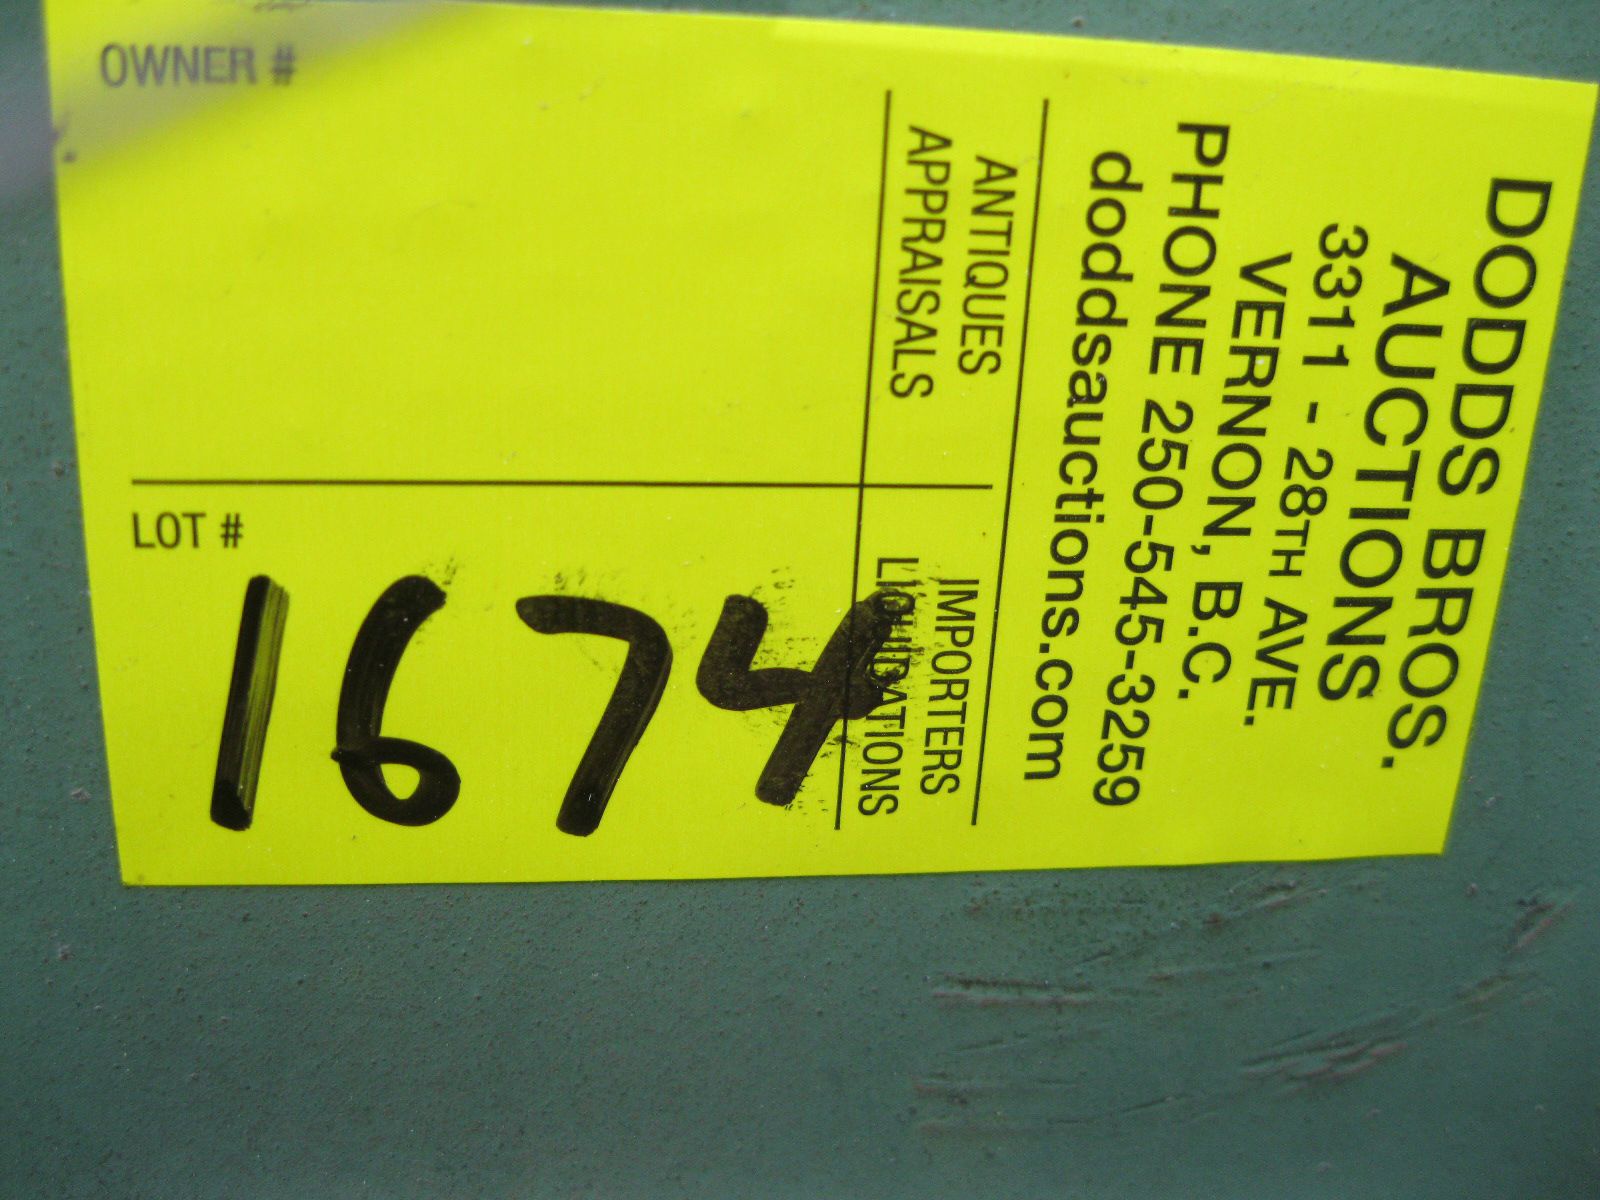 OWNER #
LOT #
1674
DODDS BROS.
AUCTIONS
3311 - 28TH AVE.
VERNON, B.C.
PHONE 250-545-3259
doddsauctions.com
ANTIQUES
APPRAISALS
IMPORTERS
LIQUIDATIONS